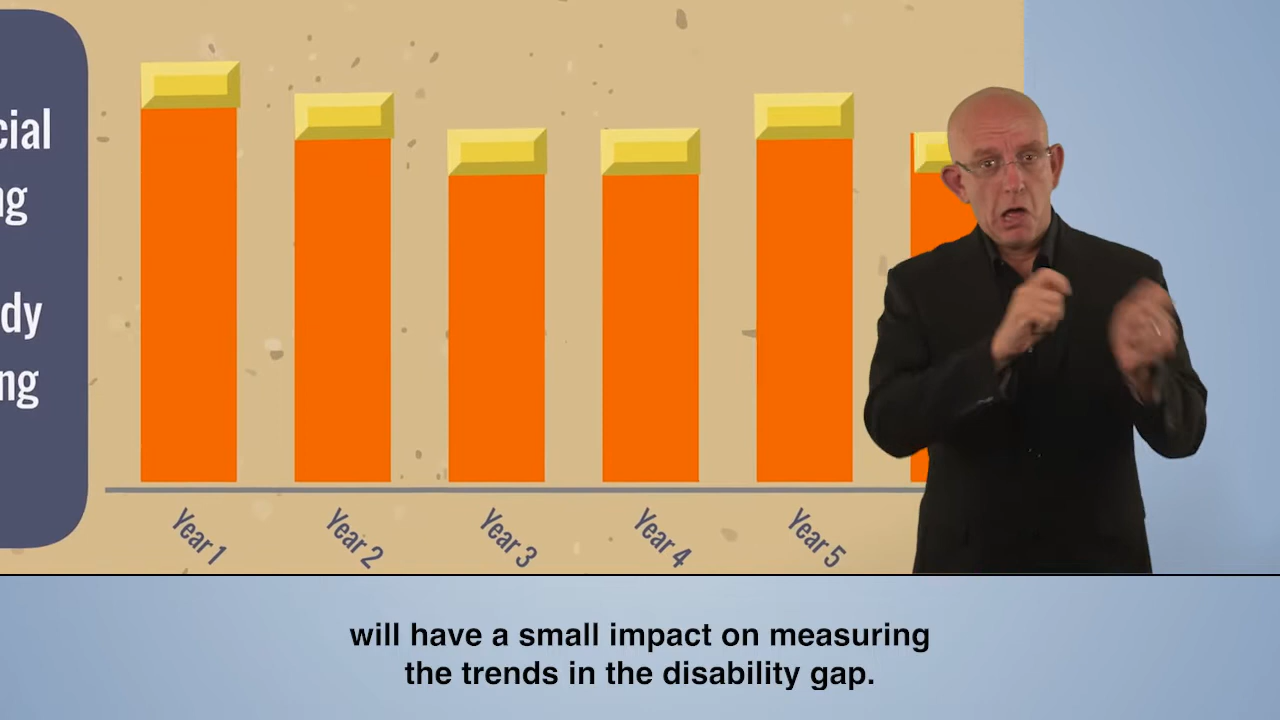 cial
ng
dy
ng
Year 1
Year 2
Year 3
Year 4
Year 5
will have a small impact on measuring
the trends in the disability gap.